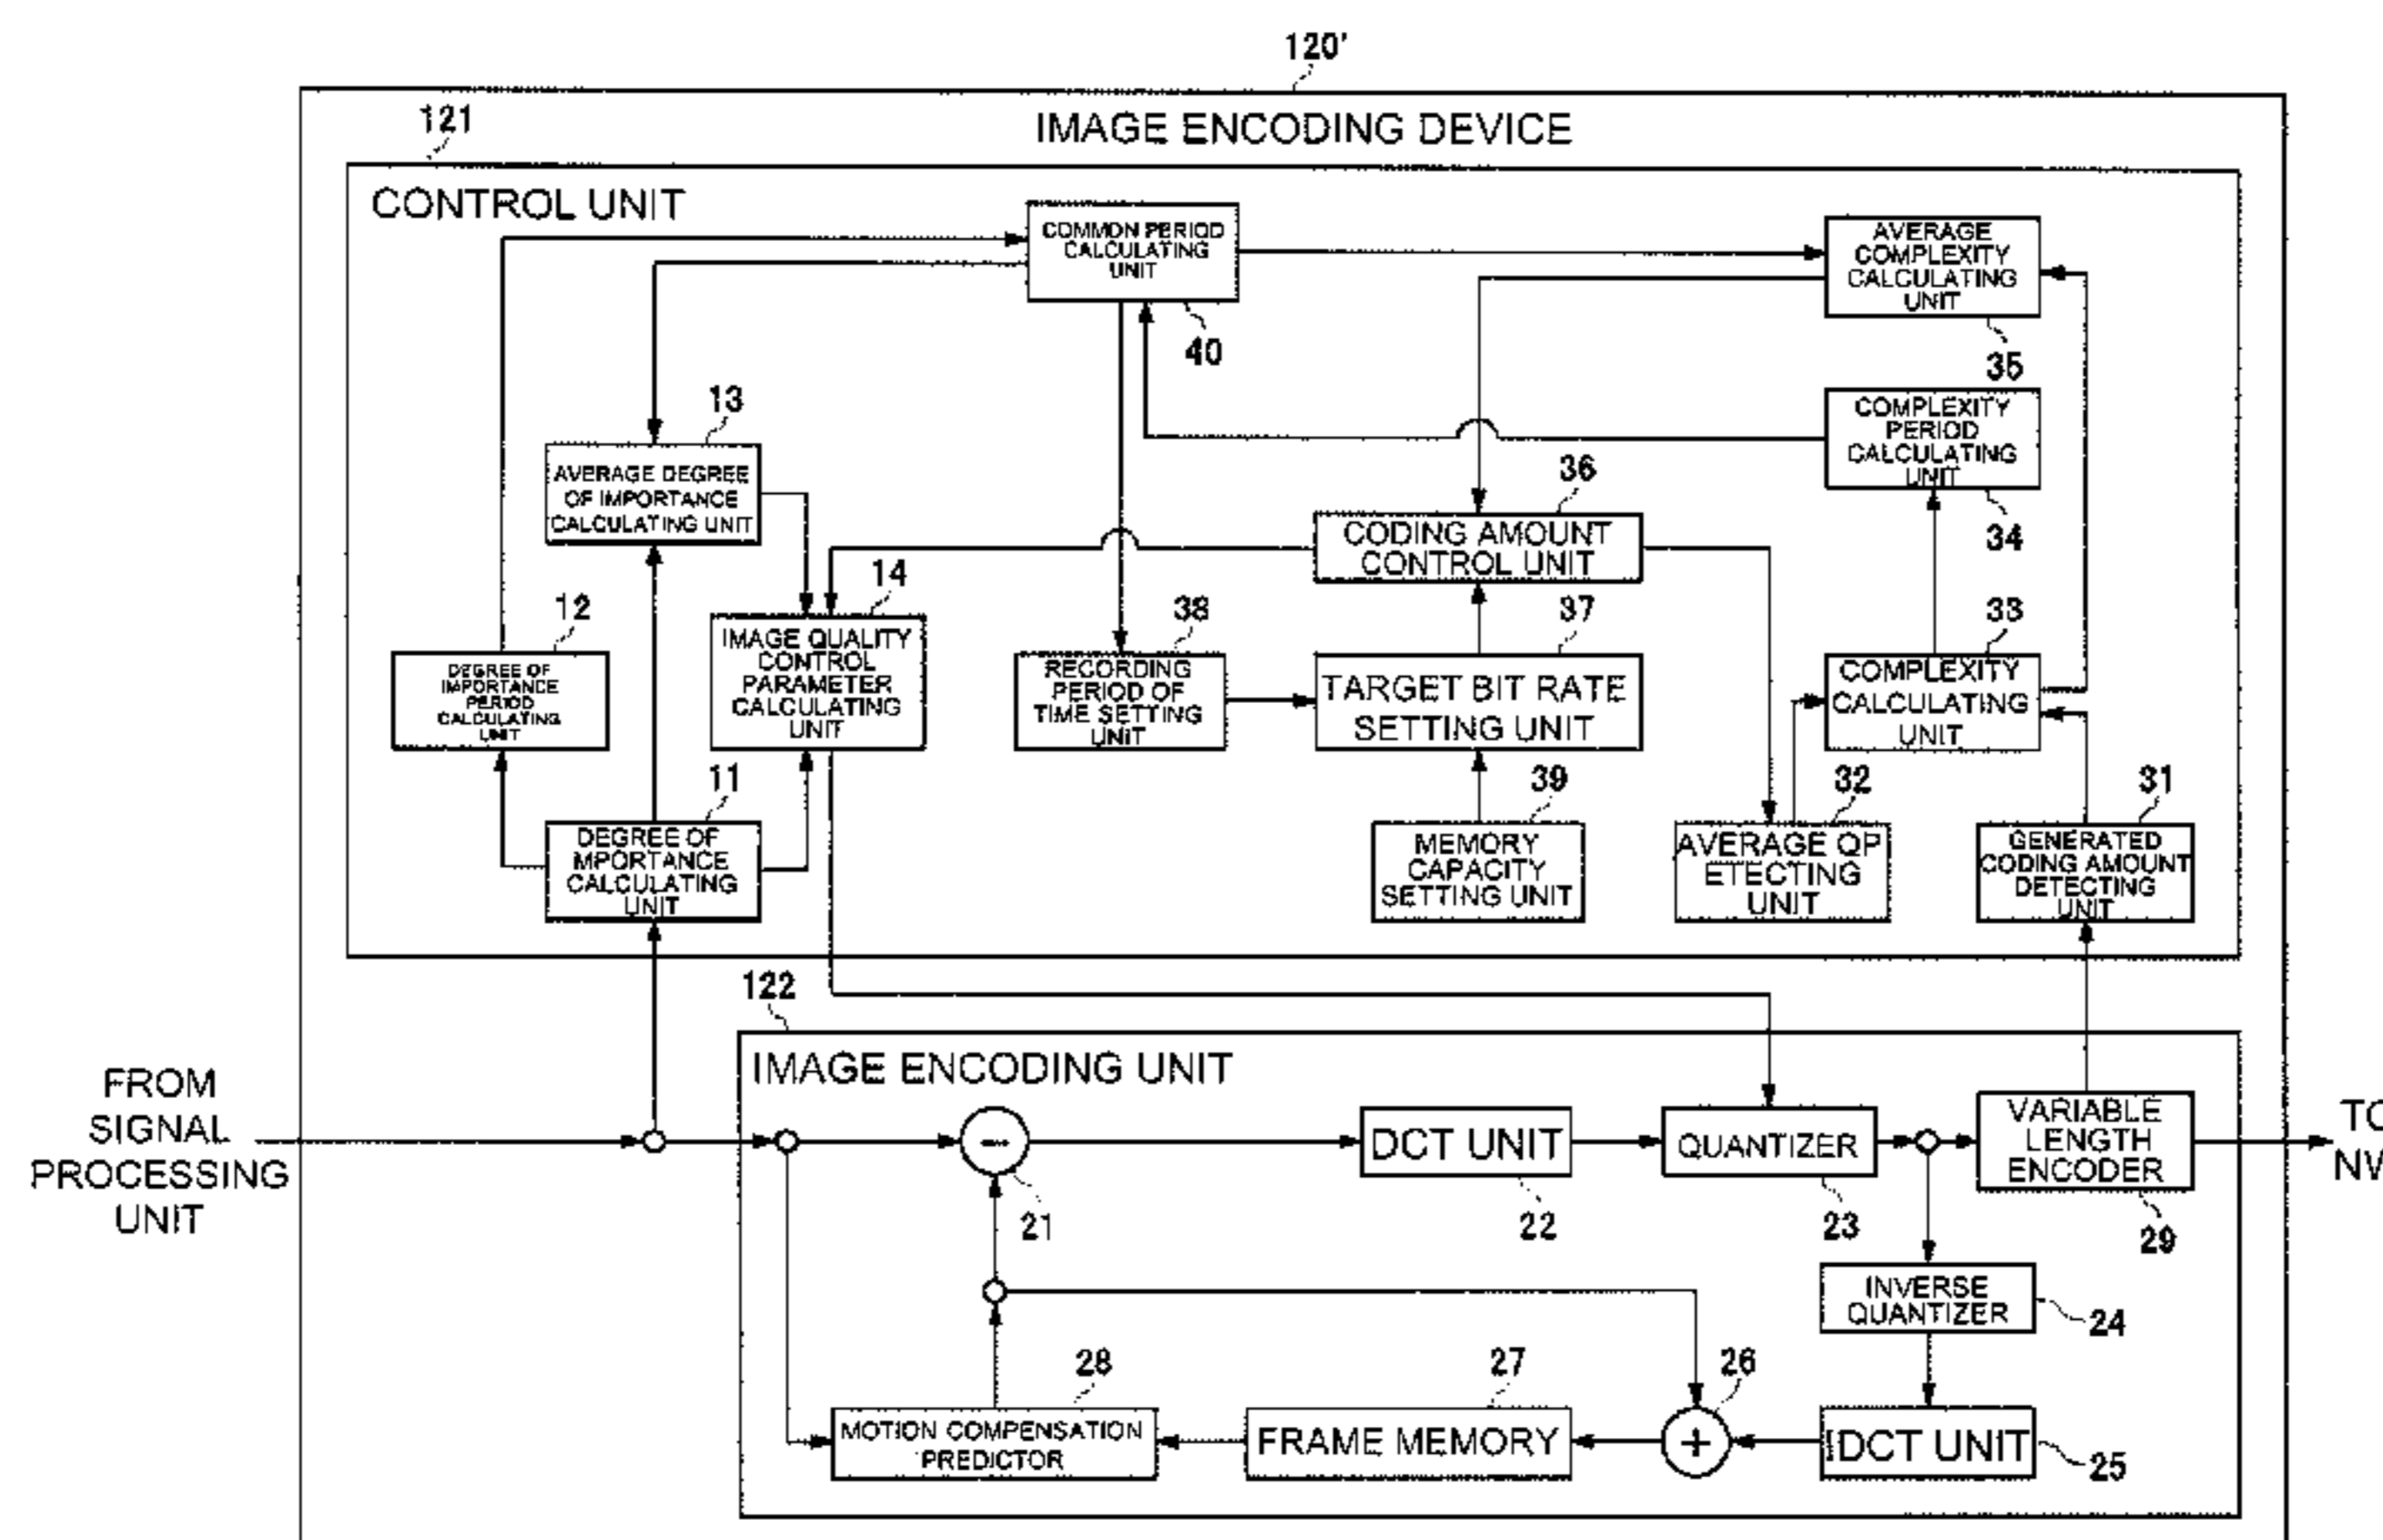 120'
IMAGE ENCODING DEVICE
121
CONTROL UNIT
COMMON PERIOD
CALCULATING
UNIT
40
AVERAGE
COMPLEXITY
CALCULATING
UNIT
35
13
AVERAGE DEGREE
OF IMPORTANCE
CALCULATING UNIT
COMPLEXITY
PERIOD
CALCULATING
UNIT
34
36
CODING AMOUNT
CONTROL UNIT
12
DEGREE OF
IMPORTANCE
PERIOD
CALCULATING
UNIT
14
IMAGE QUALITY
CONTROL
PARAMETER
CALCULATING
UNIT
38
RECORDING
PERIOD OF
TIME SETTING
UNIT
37
TARGET BIT RATE
SETTING UNIT
33
COMPLEXITY
CALCULATING
UNIT
11
DEGREE OF
MPORTANCE
CALCULATING
UNIT
39
MEMORY
CAPACITY
SETTING UNIT
32
AVERAGE QP
ETECTING
UNIT
31
GENERATED
CODING AMOUNT
DETECTING
UNIT
122
IMAGE ENCODING UNIT
FROM
SIGNAL
PROCESSING
UNIT
21
DCT UNIT
22
QUANTIZER
23
VARIABLE
LENGTH
ENCODER
29
TO
NW
INVERSE
QUANTIZER
24
28
MOTION COMPENSATION
PREDICTOR
27
FRAME MEMORY
26
+
IDCT UNIT
25